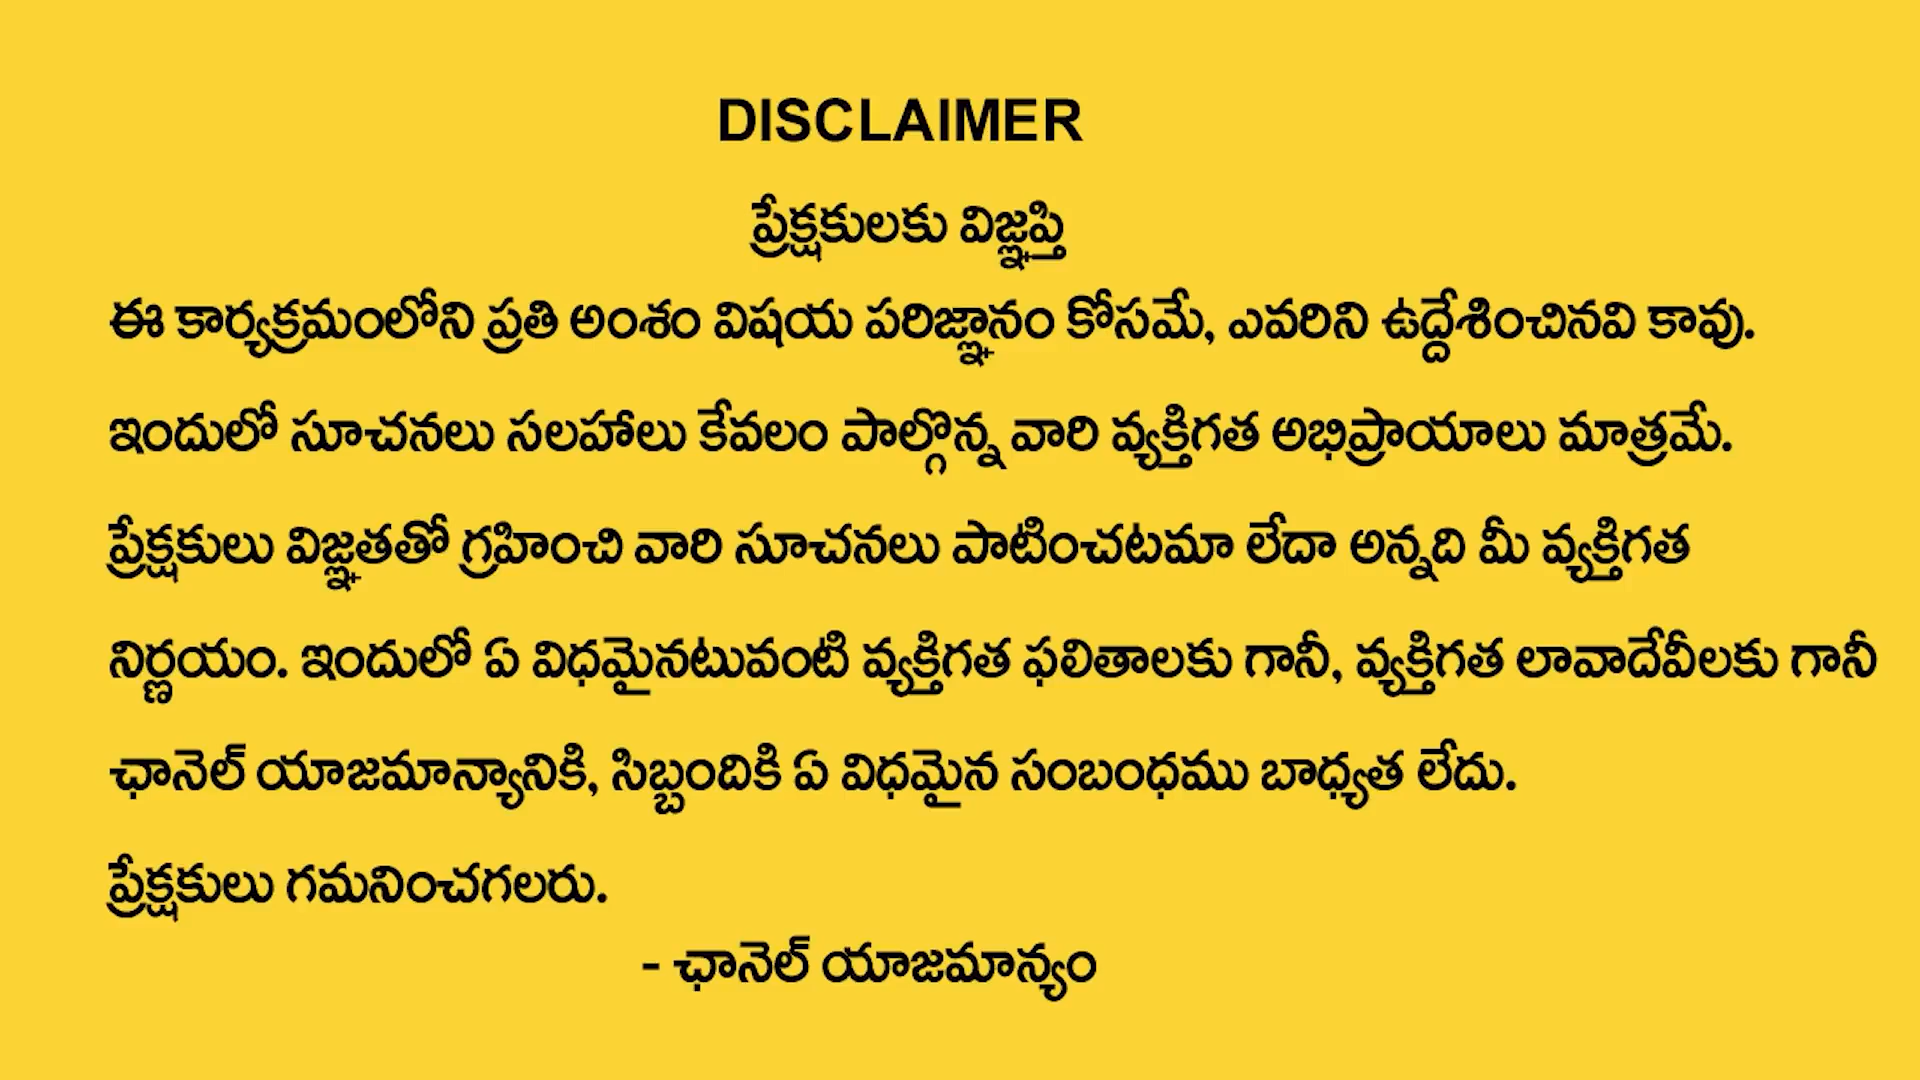 DISCLAIMER
ప్రేక్షకులకు విజ్ఞప్తి
ఈ కార్యక్రమంలోని ప్రతి అంశం విషయ పరిజ్ఞానం కోసమే, ఎవరిని ఉద్దేశించినవి కావు.
ఇందులో సూచనలు సలహాలు కేవలం పాల్గొన్న వారి వ్యక్తిగత అభిప్రాయాలు మాత్రమే.
ప్రేక్షకులు విజ్ఞతతో గ్రహించి వారి సూచనలు పాటించటమా లేదా అన్నది మీ వ్యక్తిగత
నిర్ణయం. ఇందులో ఏ విధమైనటువంటి వ్యక్తిగత ఫలితాలకు గానీ, వ్యక్తిగత లావాదేవీలకు గానీ
ఛానెల్ యాజమాన్యానికి, సిబ్బందికి ఏ విధమైన సంబంధము బాధ్యత లేదు.
ప్రేక్షకులు గమనించగలరు.
- ఛానెల్ యాజమాన్యం